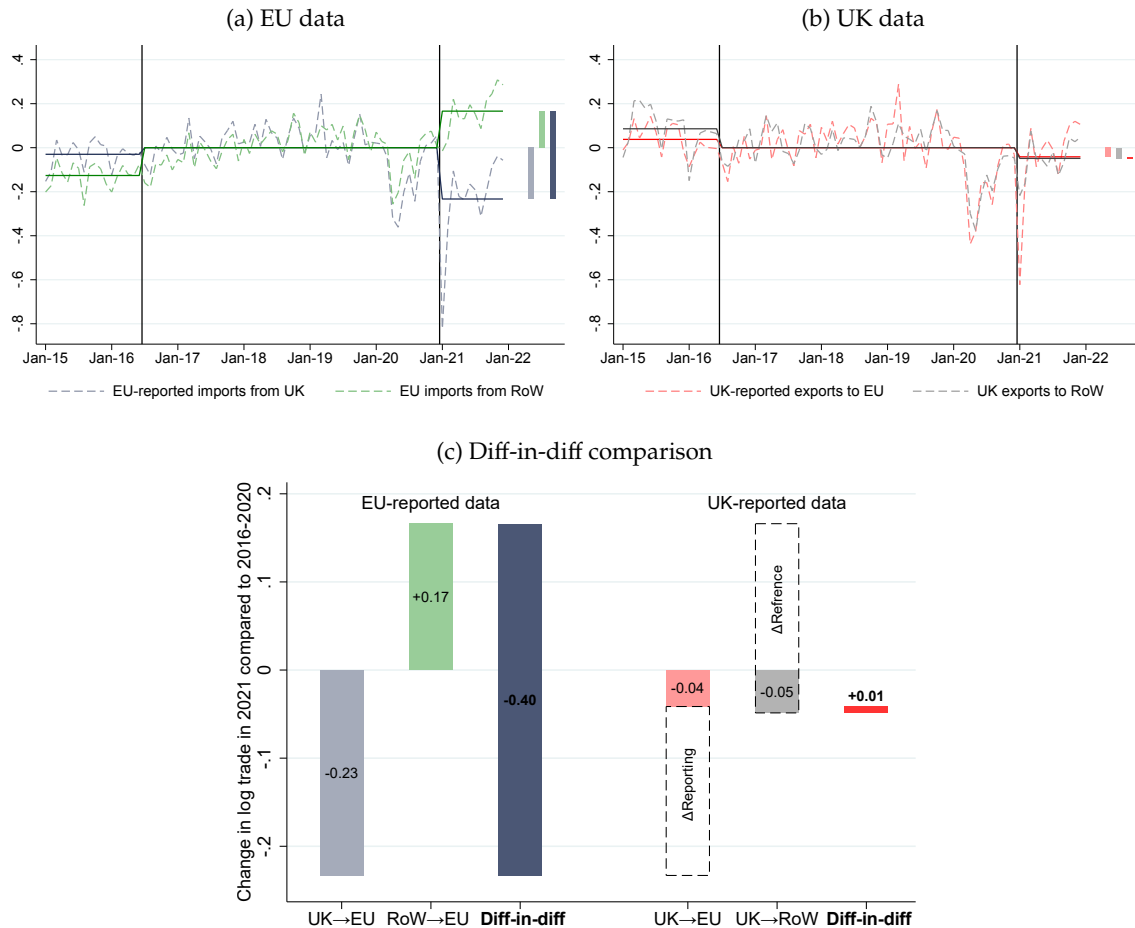 (a) EU data
.4
.2
0
.2
-.4
-.6
-.8
Jan-15 Jan-16 Jan-17 Jan-18 Jan-19 Jan-20 Jan-21 Jan-22
EU-reported imports from UK EU imports from RoW
(b) UK data
.4
.2
0
-.2
-.4
-.6
-.8
Jan-15 Jan-16 Jan-17 Jan-18 Jan-19 Jan-20 Jan-21 Jan-22
UK-reported exports to EU UK exports to RoW
(c) Diff-in-diff comparison
Change in log trade in 2021 compared to 2016-2020
.2
.1
0
-.1
-.2
EU-reported data UK-reported data
-0.23
+0.17
-0.40
-0.04
ΔReporting
ΔRefrence
-0.05
+0.01
UK→EU RoW→EU Diff-in-diff UK→EU UK→RoW Diff-in-diff